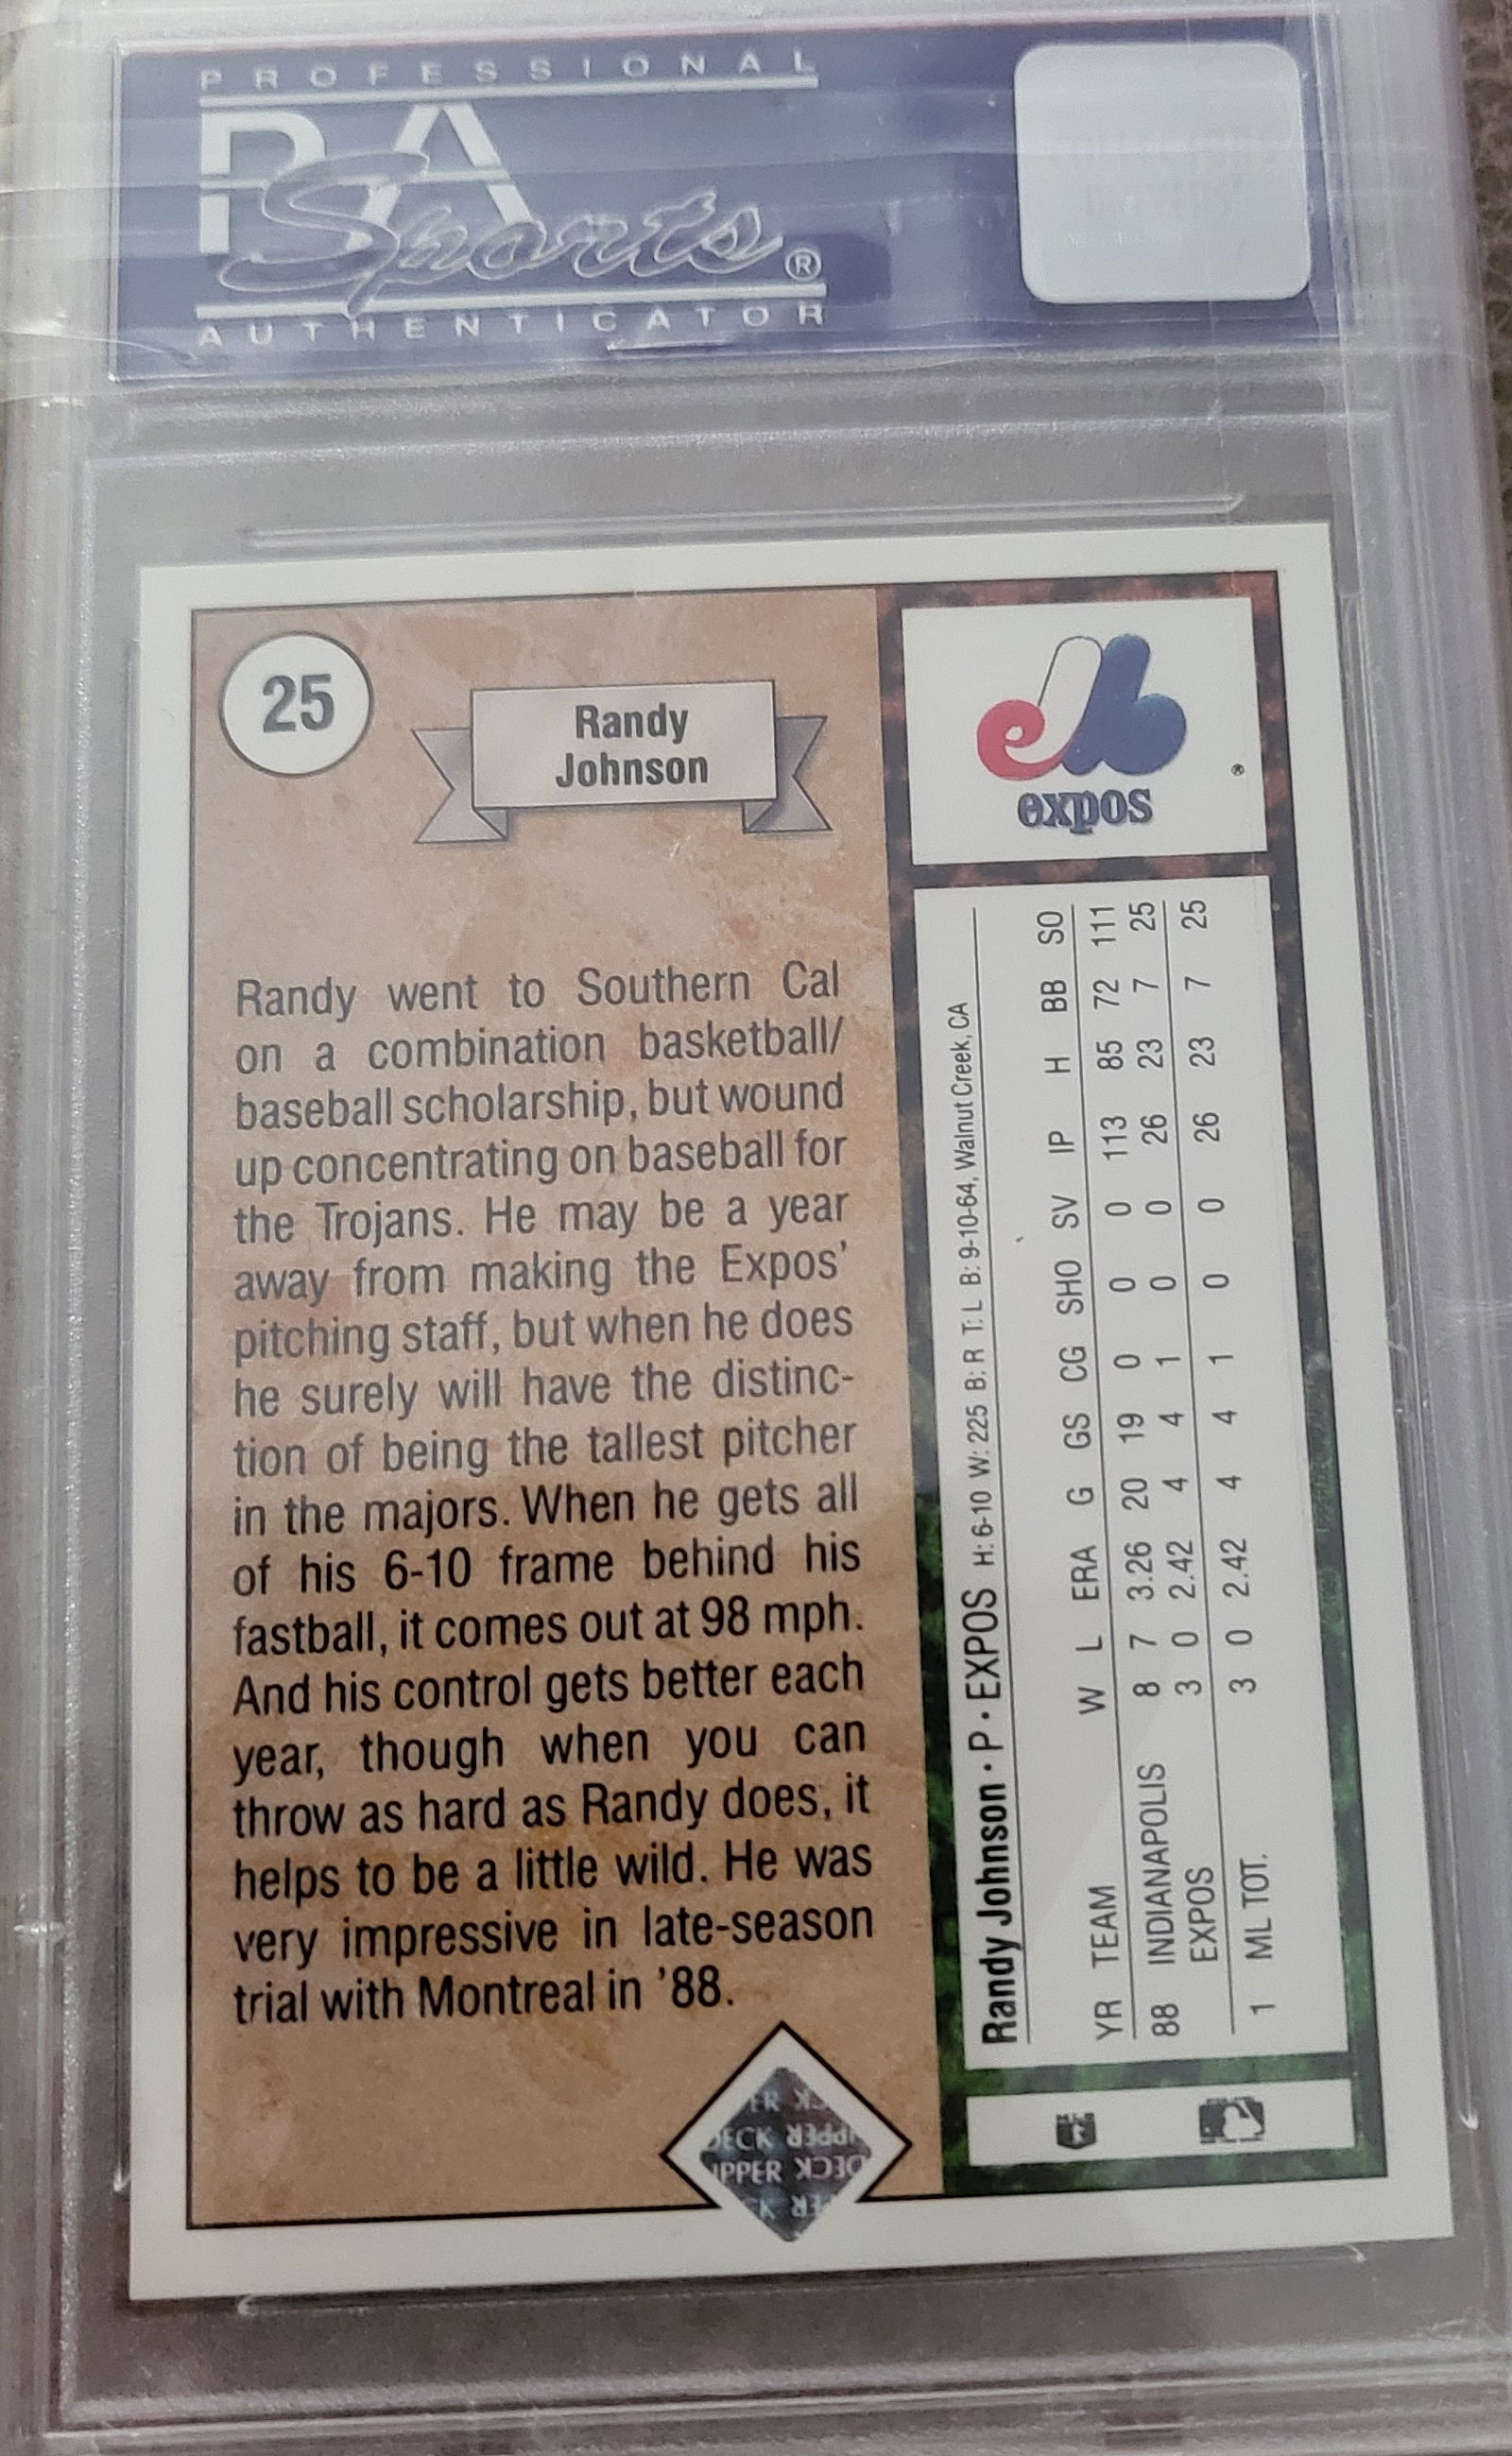 PROFESSIONAL
PSA
Sports ®
AUTHENTICATOR
25
Randy
Johnson
Randy went to Southern Cal
on a combination basketball/
baseball scholarship, but wound
up concentrating on baseball for
the Trojans. He may be a year
away from making the Expos'
pitching staff, but when he does
he surely will have the distinc-
tion of being the tallest pitcher
in the majors. When he gets all
of his 6-10 frame behind his
fastball, it comes out at 98 mph.
And his control gets better each
year, though when you can
throw as hard as Randy does, it
helps to be a little wild. He was
very impressive in late-season
trial with Montreal in '88.
DECK UPPER
UPPER DECK
expos
Randy Johnson • P • EXPOS H: 6-10 W: 225 B: R T: L B: 9-10-64, Walnut Creek, CA
YR TEAM W L ERA G GS CG SHO SV IP H BB SO
88 INDIANAPOLIS 8 7 3.26 20 19 0 0 0 113 85 72 111
EXPOS 3 0 2.42 4 4 1 0 0 26 23 7 25
1 ML TOT. 3 0 2.42 4 4 1 0 0 26 23 7 25